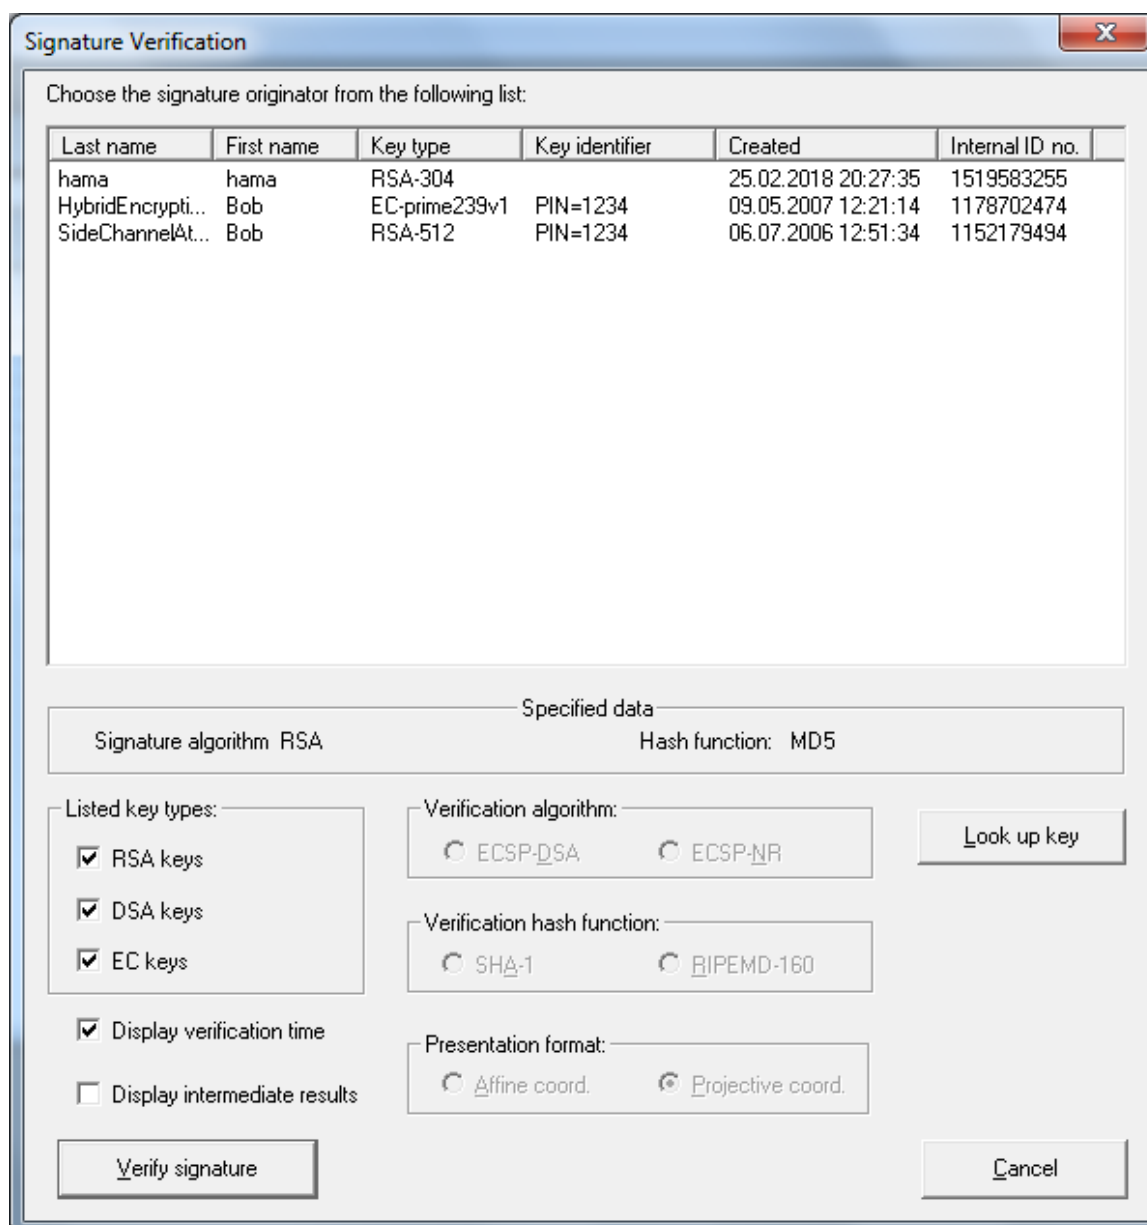 Signature Verification
Choose the signature originator from the following list:
Last name First name Key type Key identifier Created Internal ID no.
hama hama RSA-304 25.02.2018 20:27:35 1519583255
HybridEncrypti... Bob EC-prime239v1 PIN=1234 09.05.2007 12:21:14 1178702474
SideChannelAt... Bob RSA-512 PIN=1234 06.07.2006 12:51:34 1152179494
Specified data
Signature algorithm RSA Hash function: MD5
Listed key types:
RSA keys
DSA keys
EC keys
Verification algorithm:
ECSP-DSA ECSP-NR
Look up key
Verification hash function:
SHA-1 RIPEMD-160
Display verification time
Display intermediate results
Presentation format:
Affine coord. Projective coord.
Verify signature
Cancel